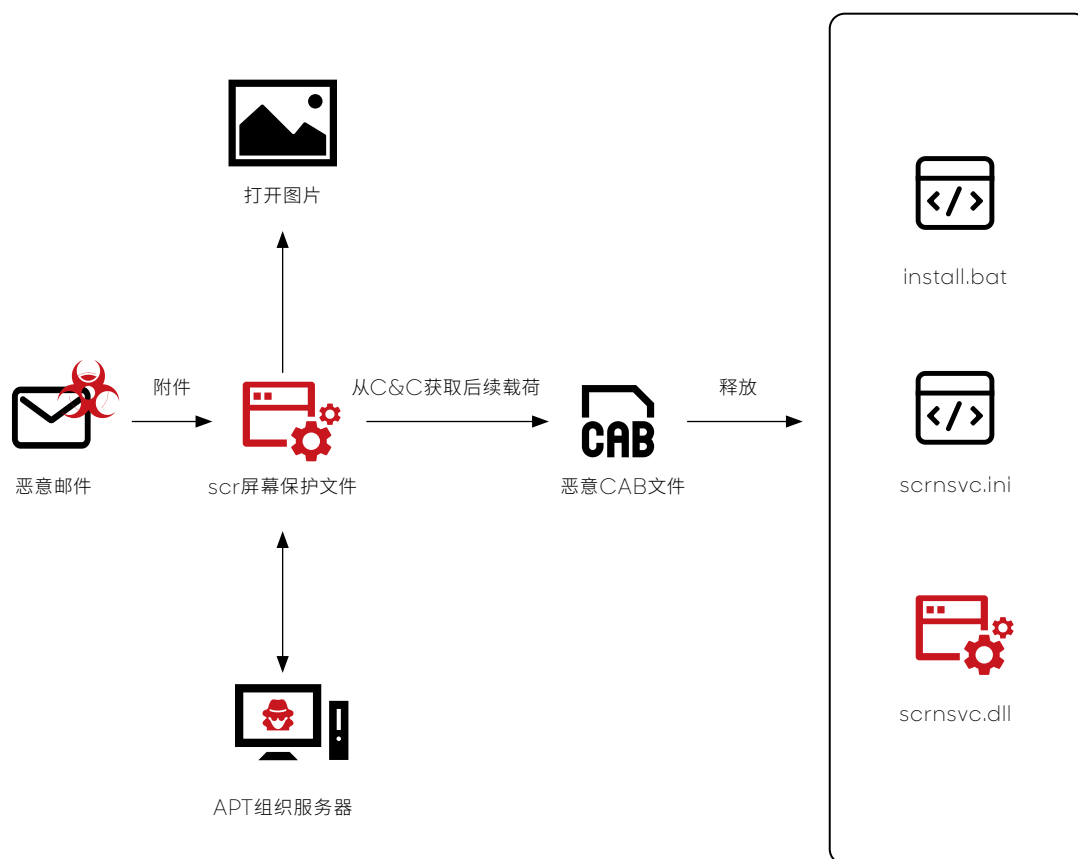 打开图片
附件
从C&C获取后续载荷
释放
恶意邮件
scr屏幕保护文件
CAB
恶意CAB文件
APT组织服务器
install.bat
scrnsvc.ini
scrnsvc.dll